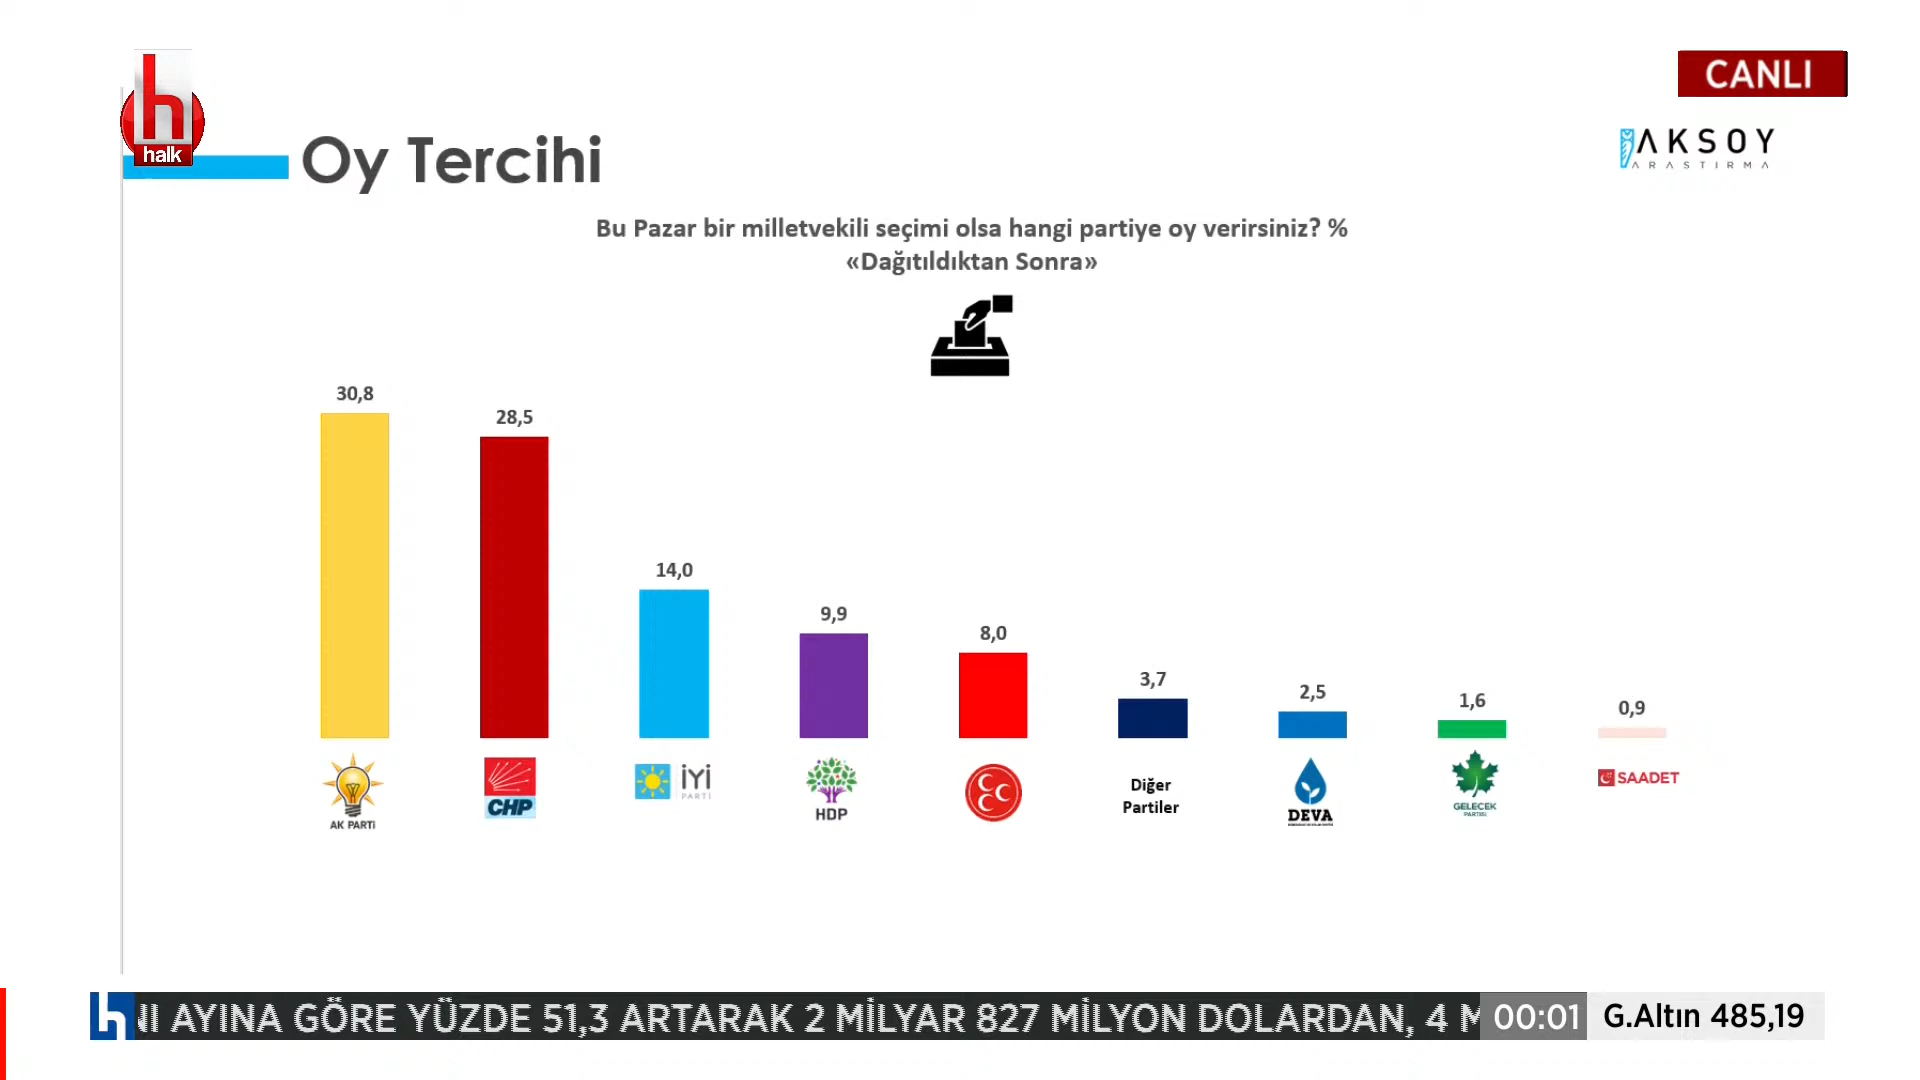 halk
CANLI
AKSOY
ARASTIRMA
Oy Tercihi
Bu Pazar bir milletvekili seçimi olsa hangi partiye oy verirsiniz? %
«Dağıtıldıktan Sonra»
30,8
28,5
14,0
9,9
8,0
3,7
2,5
1,6
0,9
AK PARTİ
CHP
İYİ
PARTİ
HDP
Diğer
Partiler
DEVA
GELECEK
PARTİSİ
SAADET
h
NI AYINA GÖRE YÜZDE 51,3 ARTARAK 2 MİLYAR 827 MİLYON DOLARDAN, 4 M
00:01
G.Altın 485,19